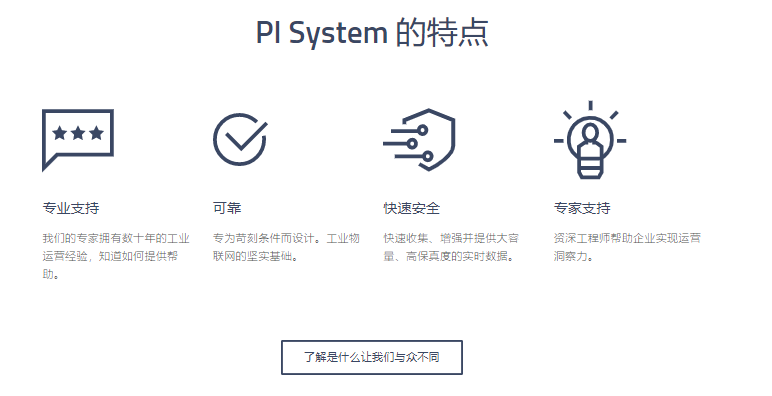 PI System 的特点
专业支持
我们的专家拥有数十年的工业
运营经验，知道如何提供帮
助。
可靠
专为苛刻条件而设计。工业物
联网的坚实基础。
快速安全
快速收集、增强并提供大容
量、高保真度的实时数据。
专家支持
资深工程师帮助企业实现运营
洞察力。
了解是什么让我们与众不同